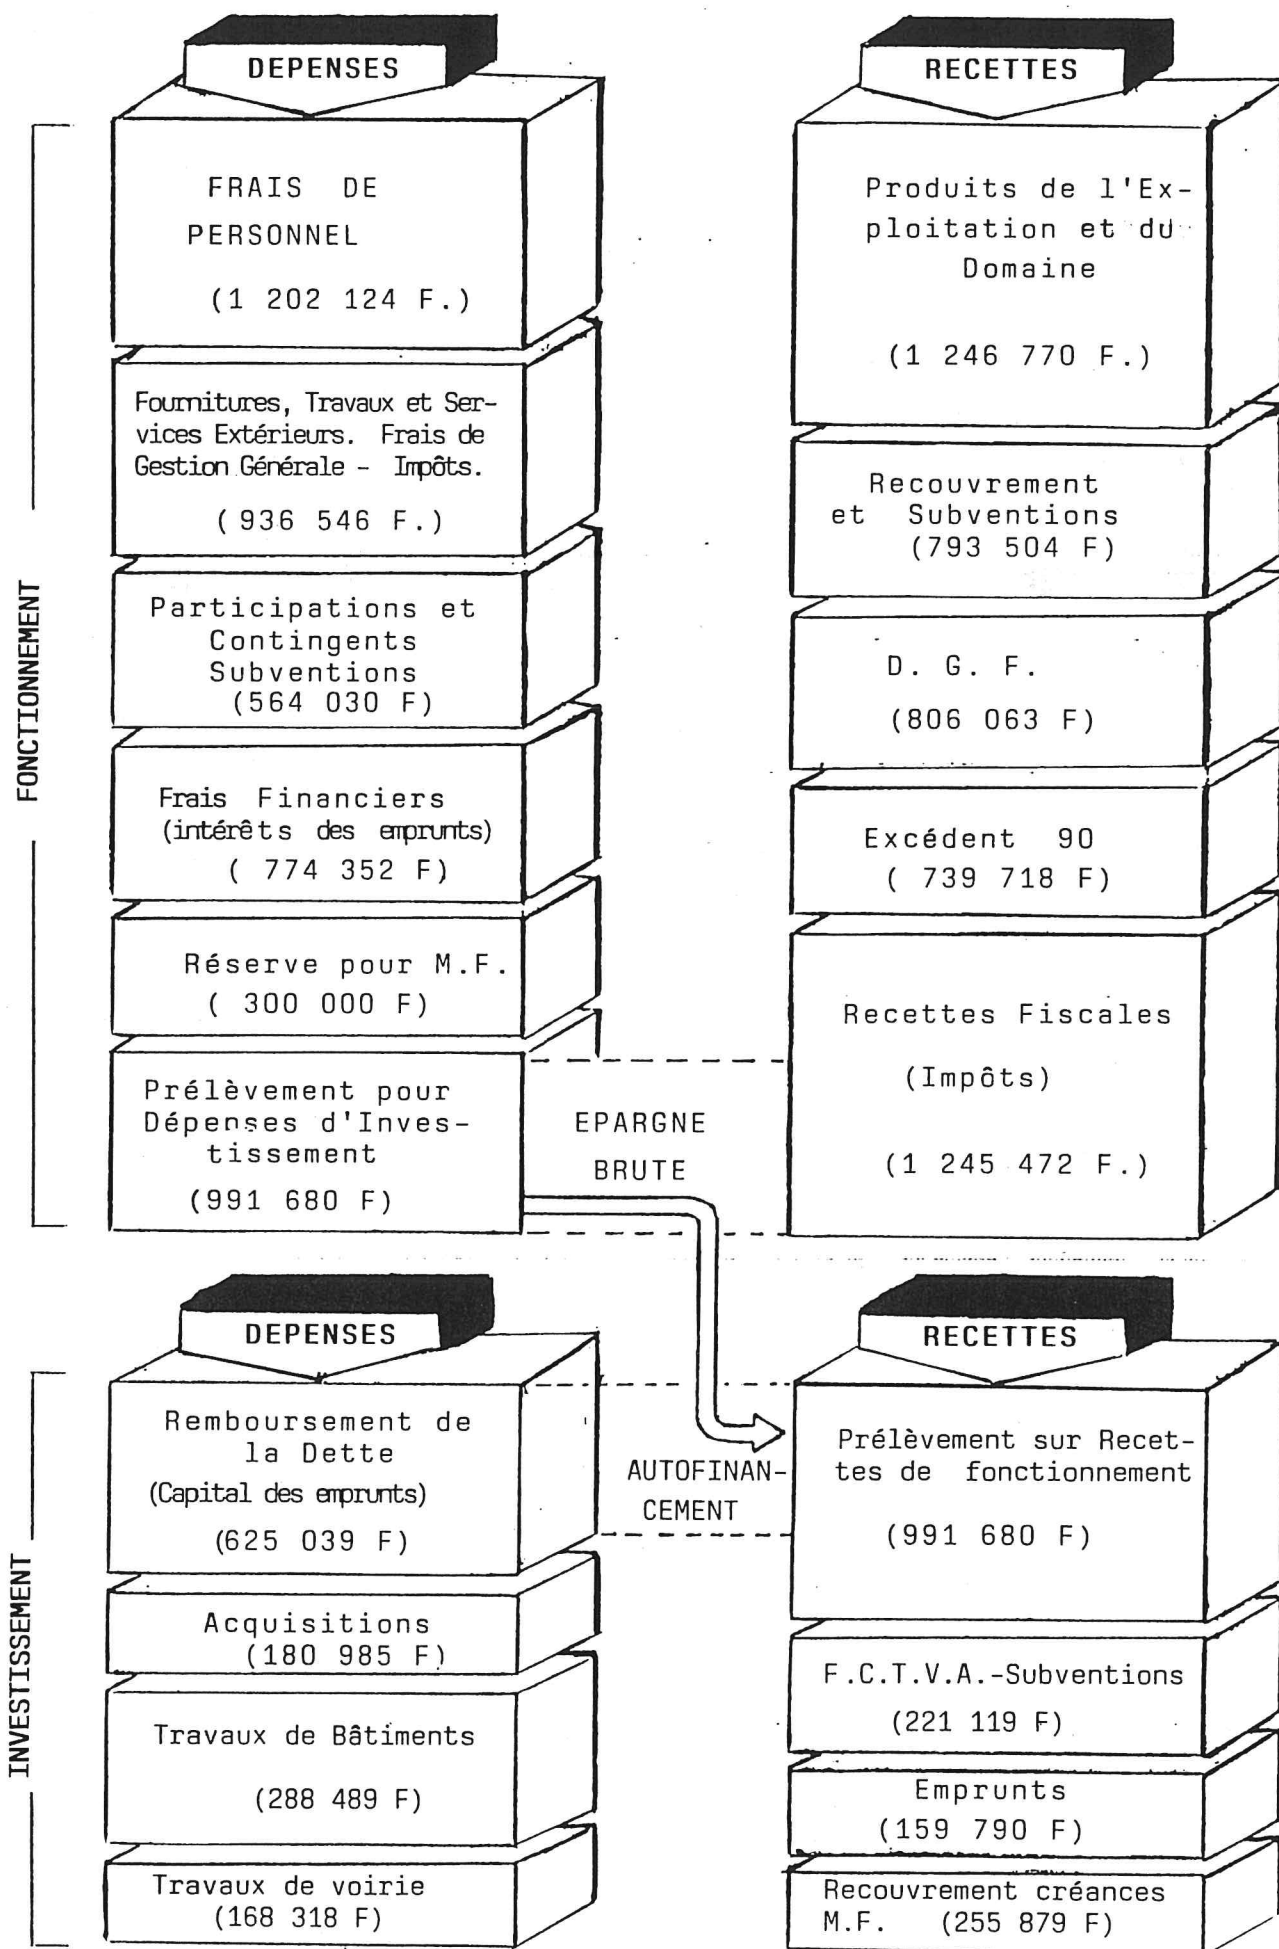 DEPENSES
FRAIS DE
PERSONNEL
(1 202 124 F.)
Fournitures, Travaux et Ser-
vices Extérieurs. Frais de
Gestion Générale - Impôts.
(936 546 F.)
Participations et
Contingents
Subventions
(564 030 F)
Frais Financiers
(intérêts des emprunts)
( 774 352 F)
Réserve pour M.F.
( 300 000 F)
Prélèvement pour
Dépenses d'Inves-
tissement
(991 680 F)
FONCTIONNEMENT
RECETTES
Produits de l'Ex-
ploitation et du
Domaine
(1 246 770 F.)
Recouvrement
et Subventions
(793 504 F)
D. G. F.
(806 063 F)
Excédent 90
( 739 718 F)
Recettes Fiscales
(Impôts)
(1 245 472 F.)
EPARGNE
BRUTE
DEPENSES
Remboursement de
la Dette
(Capital des emprunts)
(625 039 F)
Acquisitions
(180 985 F)
Travaux de Bâtiments
(288 489 F)
Travaux de voirie
(168 318 F)
INVESTISSEMENT
AUTOFINAN-
CEMENT
RECETTES
Prélèvement sur Recet-
tes de fonctionnement
(991 680 F)
F.C.T.V.A.-Subventions
(221 119 F)
Emprunts
(159 790 F)
Recouvrement créances
M.F. (255 879 F)